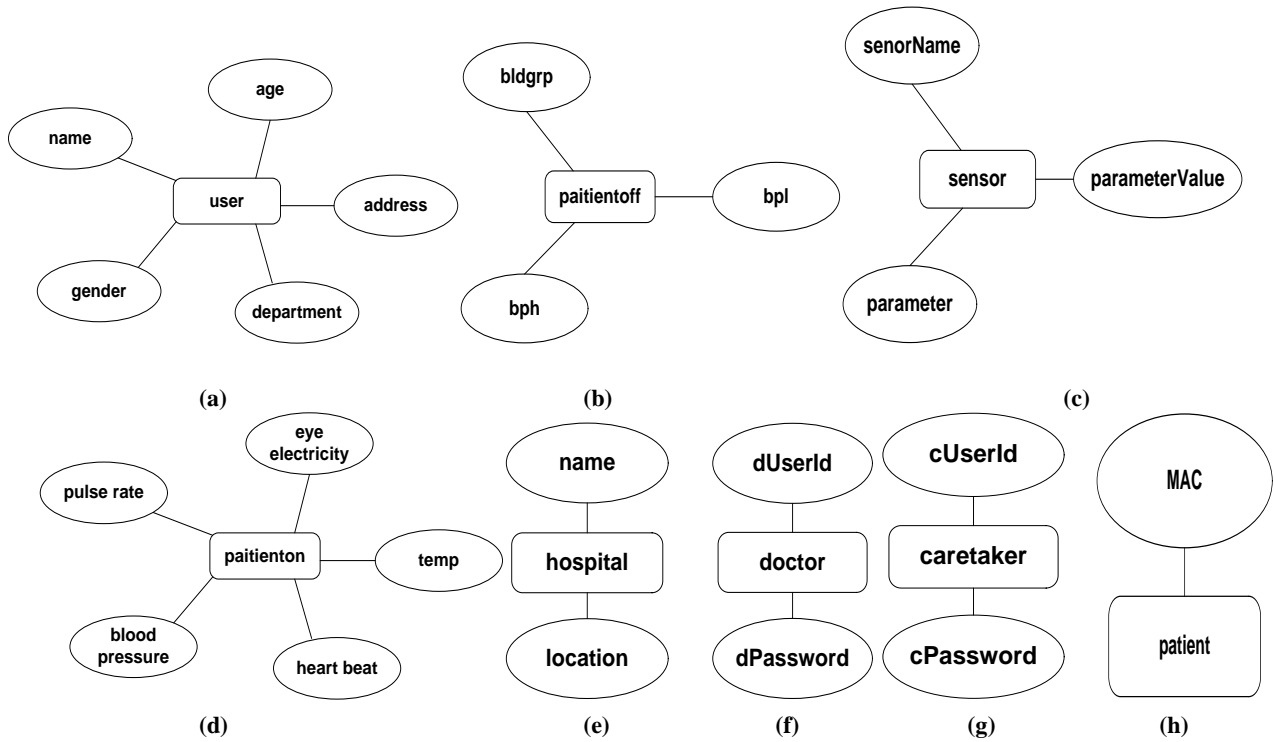 age
name
user
address
gender
department
(a)
bldgrp
paitientoff
bpl
bph
(b)
senorName
sensor
parameterValue
parameter
(c)
eye
electricity
pulse rate
paitienton
temp
blood
pressure
heart beat
(d)
name
hospital
location
(e)
dUserId
doctor
dPassword
(f)
cUserId
caretaker
cPassword
(g)
MAC
patient
(h)